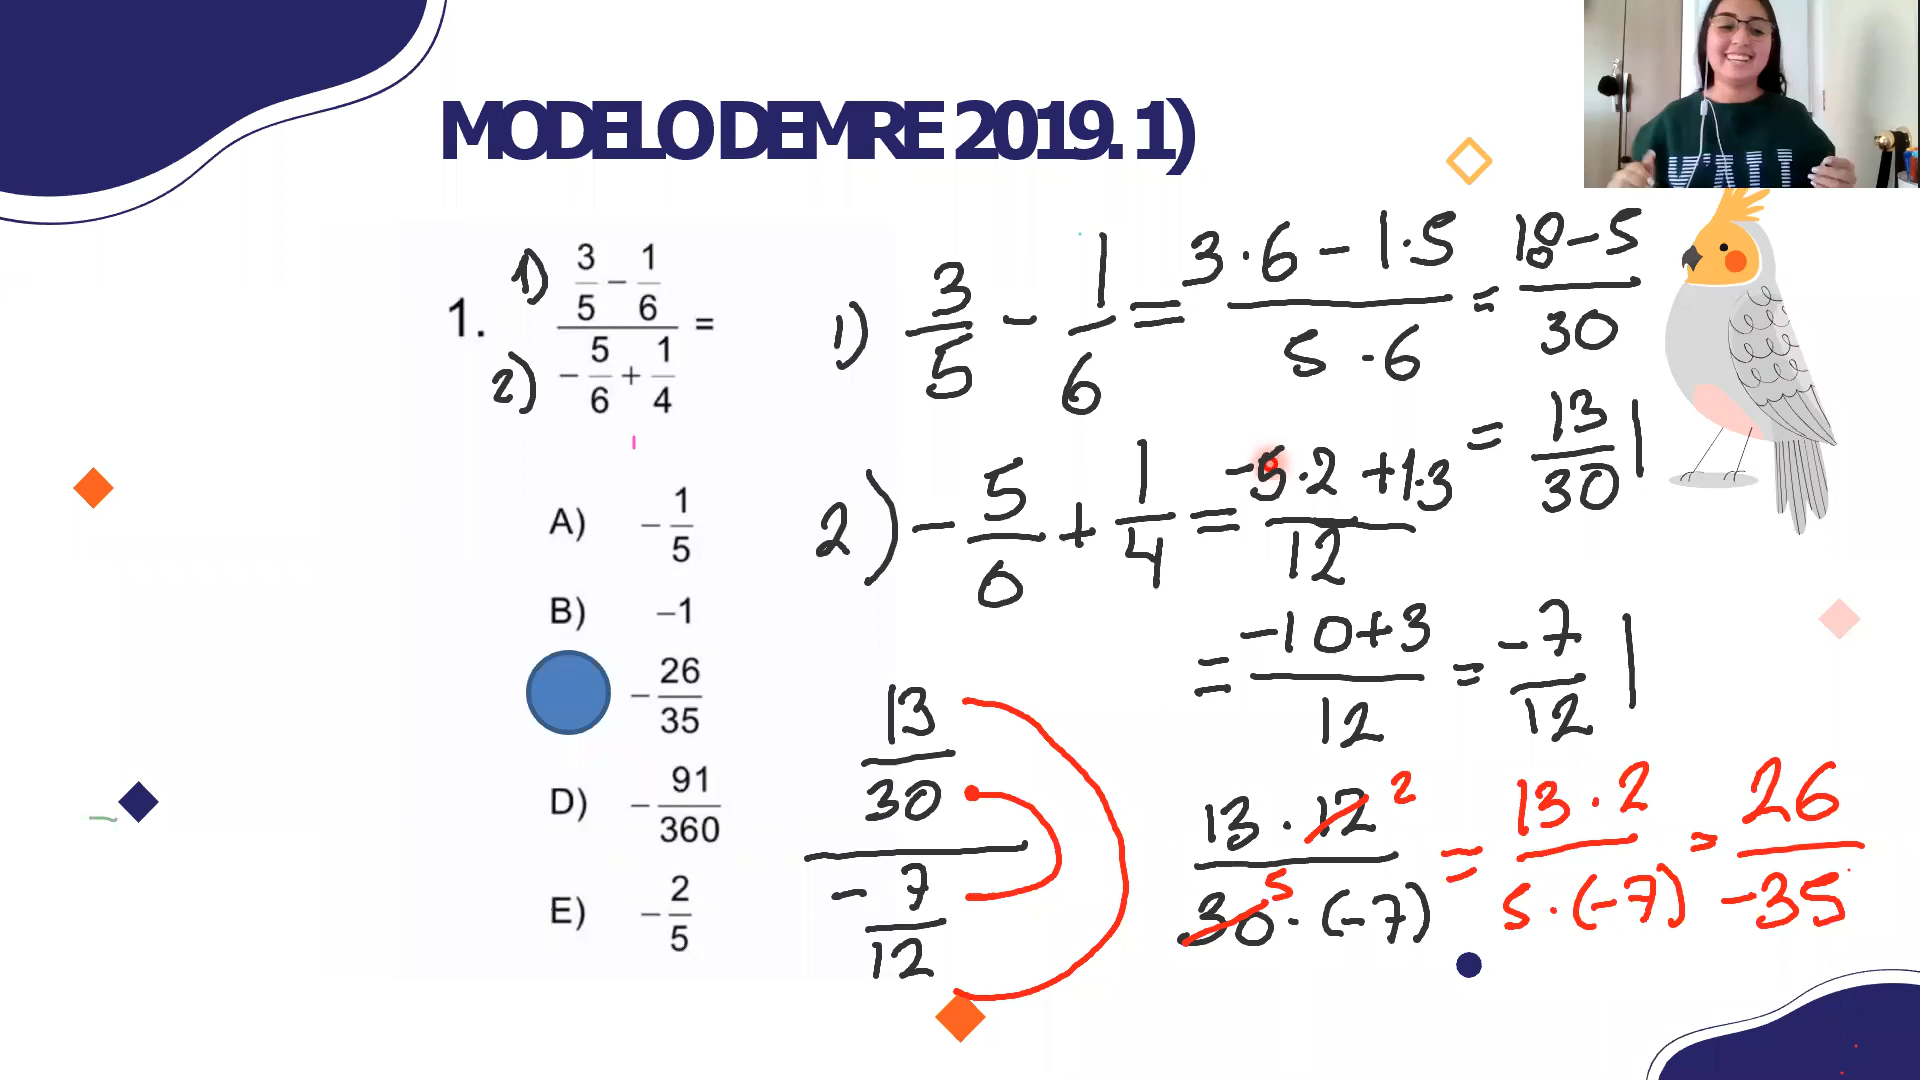 MODELO DEMRE 2019. 1)
1. 1) 3/5 - 1/6
2) -5/6 + 1/4 =
A) -1/5
B) -1
-26/35
D) -91/360
E) -2/5
1) 3/5 - 1/6 = 3·6 - 1·5 / 5·6 = 18-5 / 30
= 13/30
2) -5/6 + 1/4 = -5·2 + 1·3 / 12
= -10+3 / 12 = -7/12
13/30 / -7/12
13·12 2 / 30 5·(-7) = 13·2 / 5·(-7) = 26 / -35